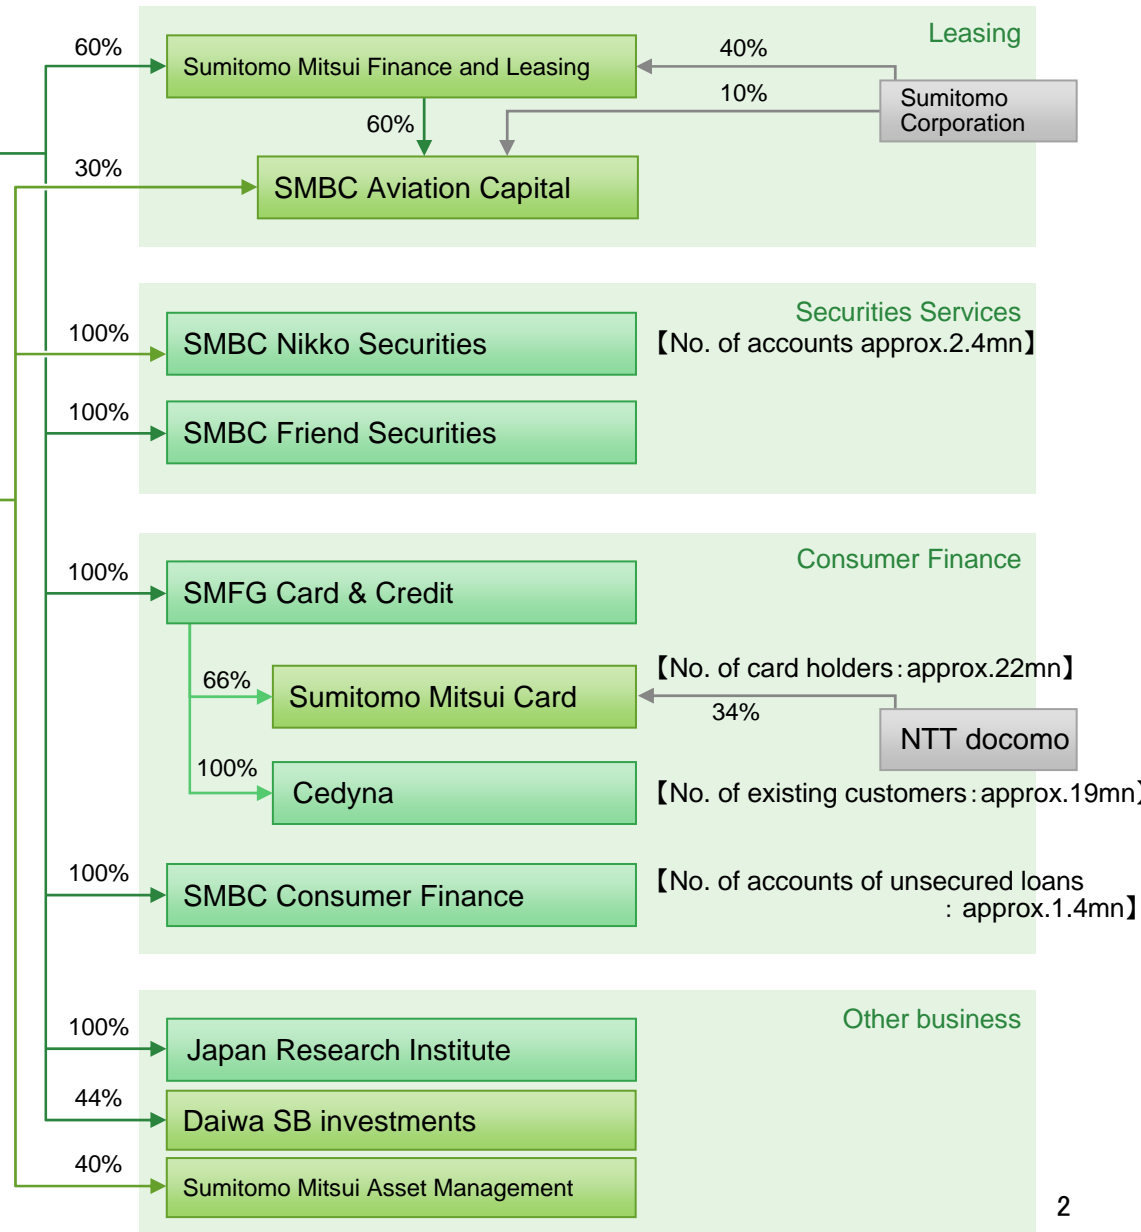 Leasing
60%
Sumitomo Mitsui Finance and Leasing
40%
10%
Sumitomo
Corporation
60%
30%
SMBC Aviation Capital
Securities Services
100%
SMBC Nikko Securities
【No. of accounts approx.2.4mn】
100%
SMBC Friend Securities
Consumer Finance
100%
SMFG Card & Credit
【No. of card holders：approx.22mn】
66%
Sumitomo Mitsui Card
34%
NTT docomo
100%
Cedyna
【No. of existing customers：approx.19mn】
100%
SMBC Consumer Finance
【No. of accounts of unsecured loans
：approx.1.4mn】
Other business
100%
Japan Research Institute
44%
Daiwa SB investments
40%
Sumitomo Mitsui Asset Management
2